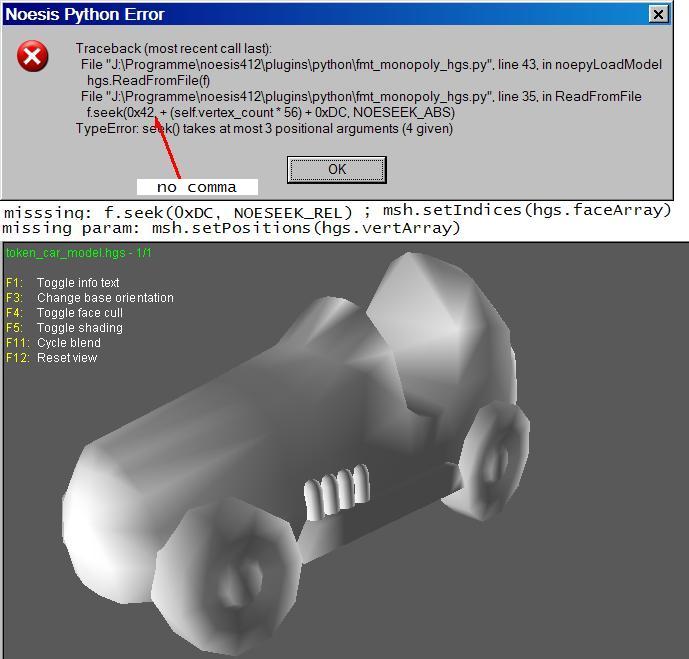 Noesis Python Error
Traceback (most recent call last):
File "J:\Programme\noesis412\plugins\python\fmt_monopoly_hgs.py", line 43, in noepyLoadModel
hgs.ReadFromFile(f)
File "J:\Programme\noesis412\plugins\python\fmt_monopoly_hgs.py", line 35, in ReadFromFile
f.seek(0x42, + (self.vertex_count * 56) + 0xDC, NOESEEK_ABS)
TypeError: seek() takes at most 3 positional arguments (4 given)
OK
no comma
misssing: f.seek(0xDC, NOESEEK_REL) ; msh.setIndices(hgs.faceArray)
missing param: msh.setPositions(hgs.vertArray)
token_car_model.hgs - 1/1
F1: Toggle info text
F3: Change base orientation
F4: Toggle face cull
F5: Toggle shading
F11: Cycle blend
F12: Reset view